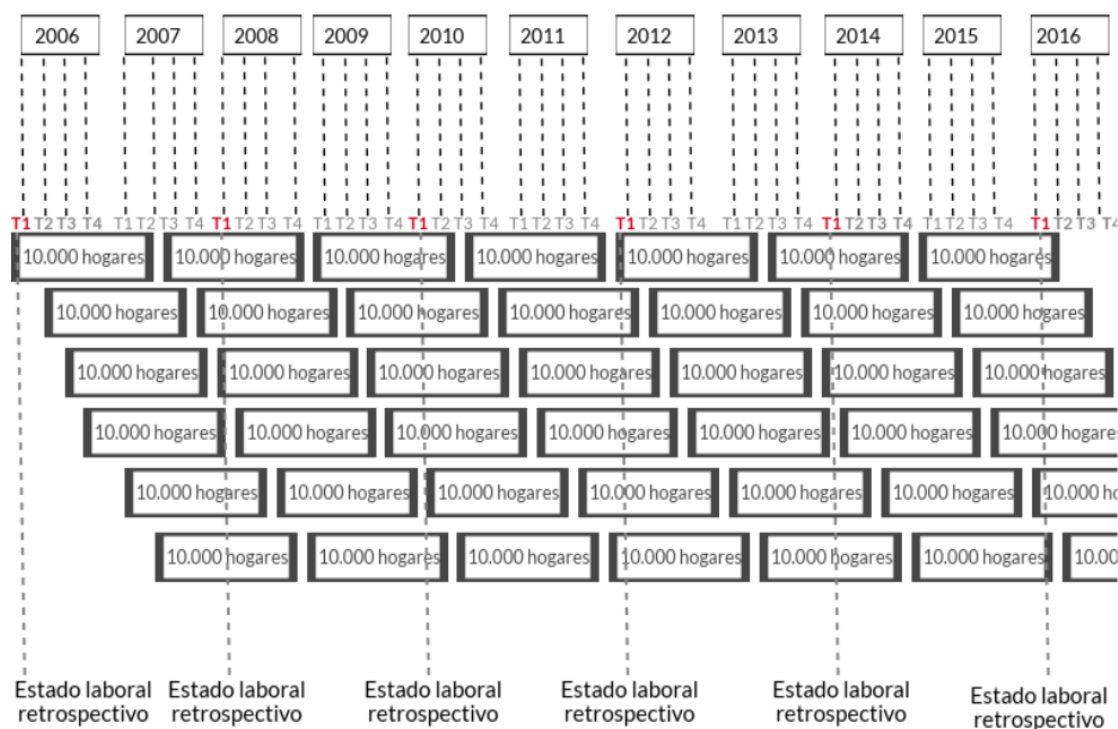 2006 2007 2008 2009 2010 2011 2012 2013 2014 2015 2016
T1 T2 T3 T4 T1 T2 T3 T4 T1 T2 T3 T4 T1 T2 T3 T4 T1 T2 T3 T4 T1 T2 T3 T4 T1 T2 T3 T4 T1 T2 T3 T4 T1 T2 T3 T4 T1 T2 T3 T4 T1 T2 T3 T4
10.000 hogares 10.000 hogares 10.000 hogares 10.000 hogares 10.000 hogares 10.000 hogares 10.000 hogares
10.000 hogares 10.000 hogares 10.000 hogares 10.000 hogares 10.000 hogares 10.000 hogares 10.000 hogares
10.000 hogares 10.000 hogares 10.000 hogares 10.000 hogares 10.000 hogares 10.000 hogares 10.000 hogares
10.000 hogares 10.000 hogares 10.000 hogares 10.000 hogares 10.000 hogares 10.000 hogares 10.000 hogare
10.000 hogares 10.000 hogares 10.000 hogares 10.000 hogares 10.000 hogares 10.000 hogares 10.000 h
10.000 hogares 10.000 hogares 10.000 hogares 10.000 hogares 10.000 hogares 10.000 hogares 10.00
Estado laboral Estado laboral Estado laboral Estado laboral Estado laboral Estado laboral
retrospectivo retrospectivo retrospectivo retrospectivo retrospectivo retrospectivo